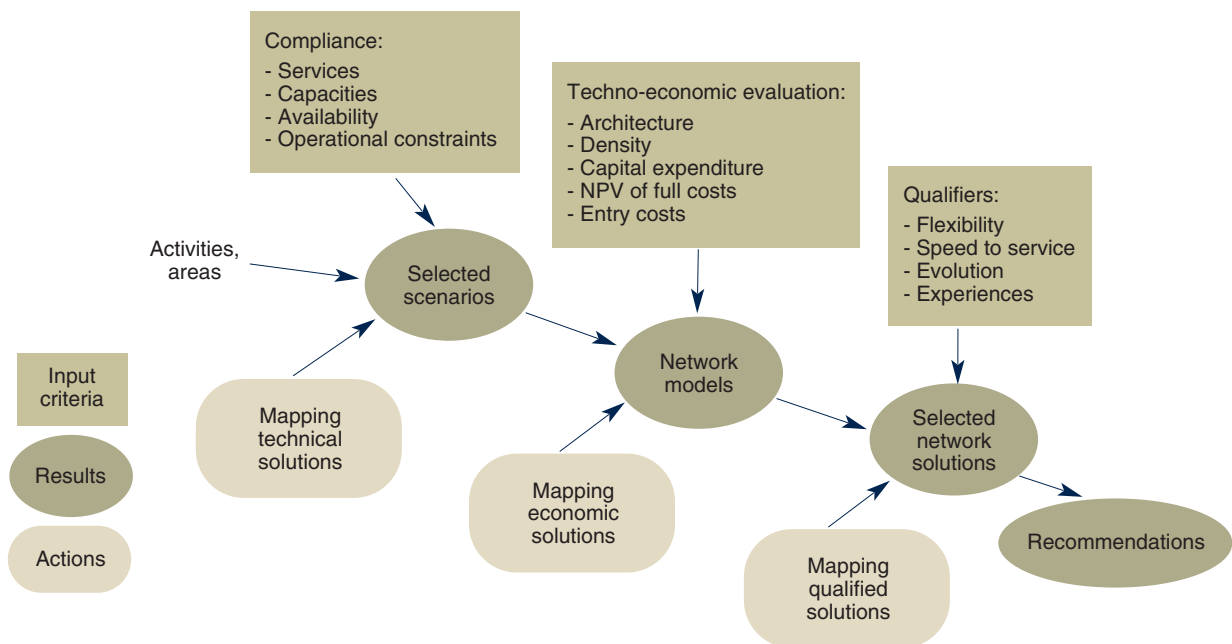 Compliance:
- Services
- Capacities
- Availability
- Operational constraints
Techno-economic evaluation:
- Architecture
- Density
- Capital expenditure
- NPV of full costs
- Entry costs
Qualifiers:
- Flexibility
- Speed to service
- Evolution
- Experiences
Activities,
areas
Selected
scenarios
Network
models
Selected
network
solutions
Recommendations
Mapping
technical
solutions
Mapping
economic
solutions
Mapping
qualified
solutions
Input
criteria
Results
Actions